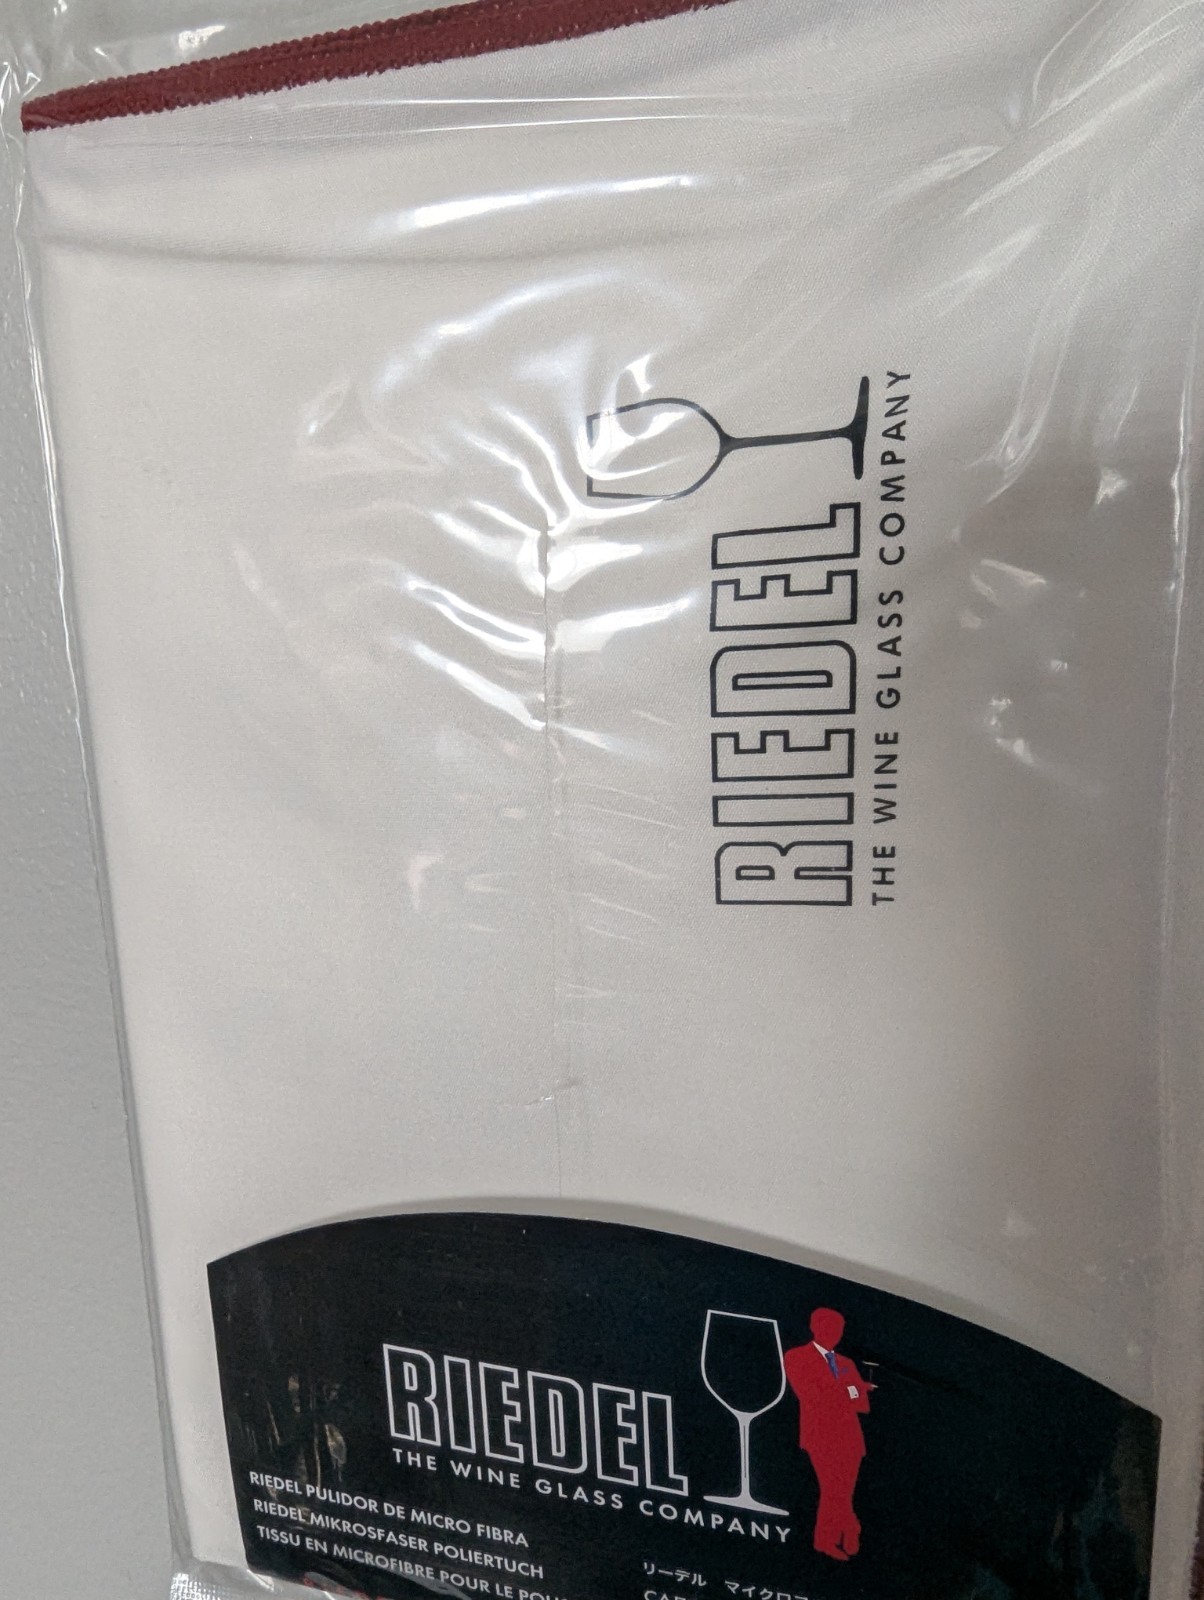 RIEDEL
THE WINE GLASS COMPANY
RIEDEL
THE WINE GLASS COMPANY
RIEDEL PULIDOR DE MICRO FIBRA
RIEDEL MIKROSFASER POLIERTUCH
TISSU EN MICROFIBRE POUR LE
リーデル マイクロ